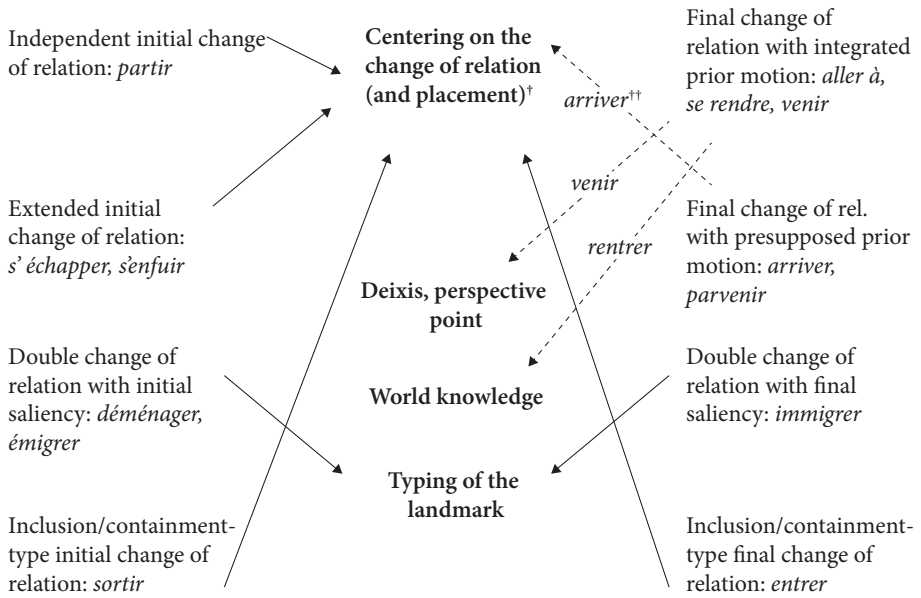 Independent initial change
of relation: partir
Extended initial
change of relation:
s’ échapper, s’enfuir
Double change of
relation with initial
saliency: déménager,
émigrer
Inclusion/containment-
type initial change of
relation: sortir
Centering on the
change of relation
(and placement)†
arriver††
venir
rentrer
Deixis, perspective
point
World knowledge
Typing of the
landmark
Final change of
relation with integrated
prior motion: aller à,
se rendre, venir
Final change of rel.
with presupposed prior
motion: arriver,
parvenir
Double change of
relation with final
saliency: immigrer
Inclusion/containment-
type final change of
relation: entrer